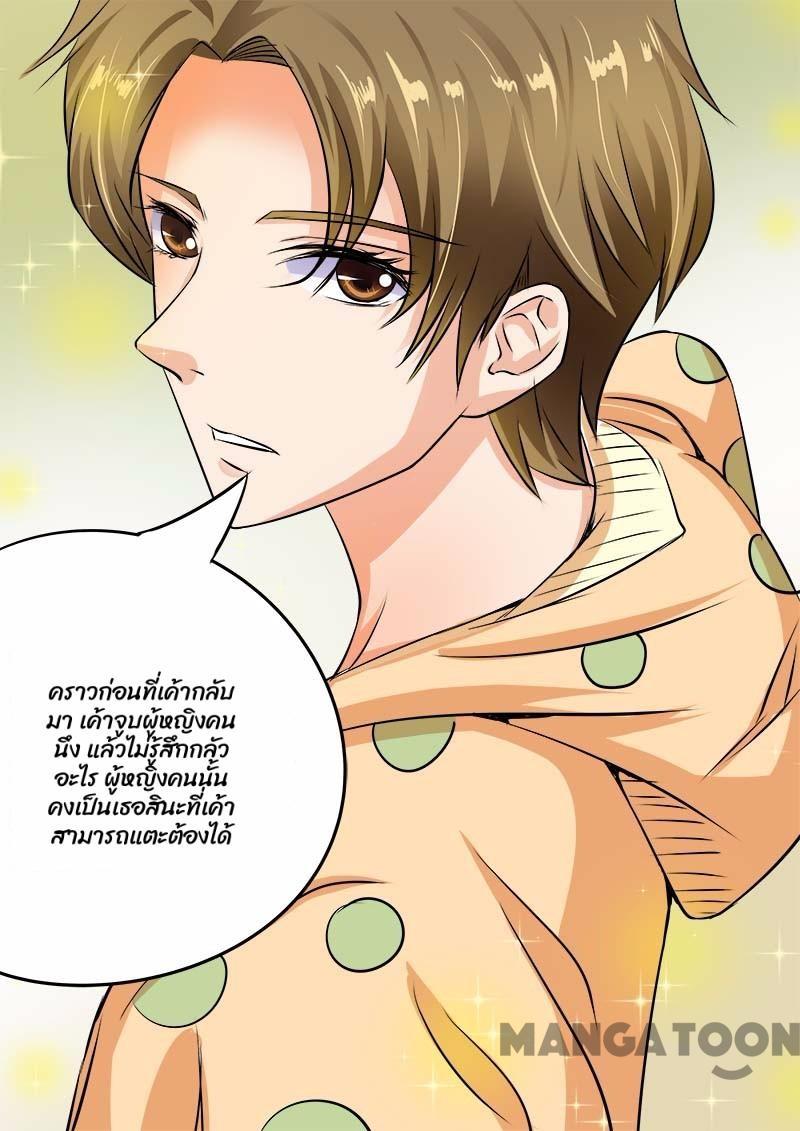 คราวก่อนที่เค้ากลับ
มา เค้าจูบผู้หญิงคน
นึง แล้วไม่รู้สึกกลัว
อะไร ผู้หญิงคนนั้น
คงเป็นเธอสินะที่เค้า
สามารถแตะต้องได้
MANGATOON